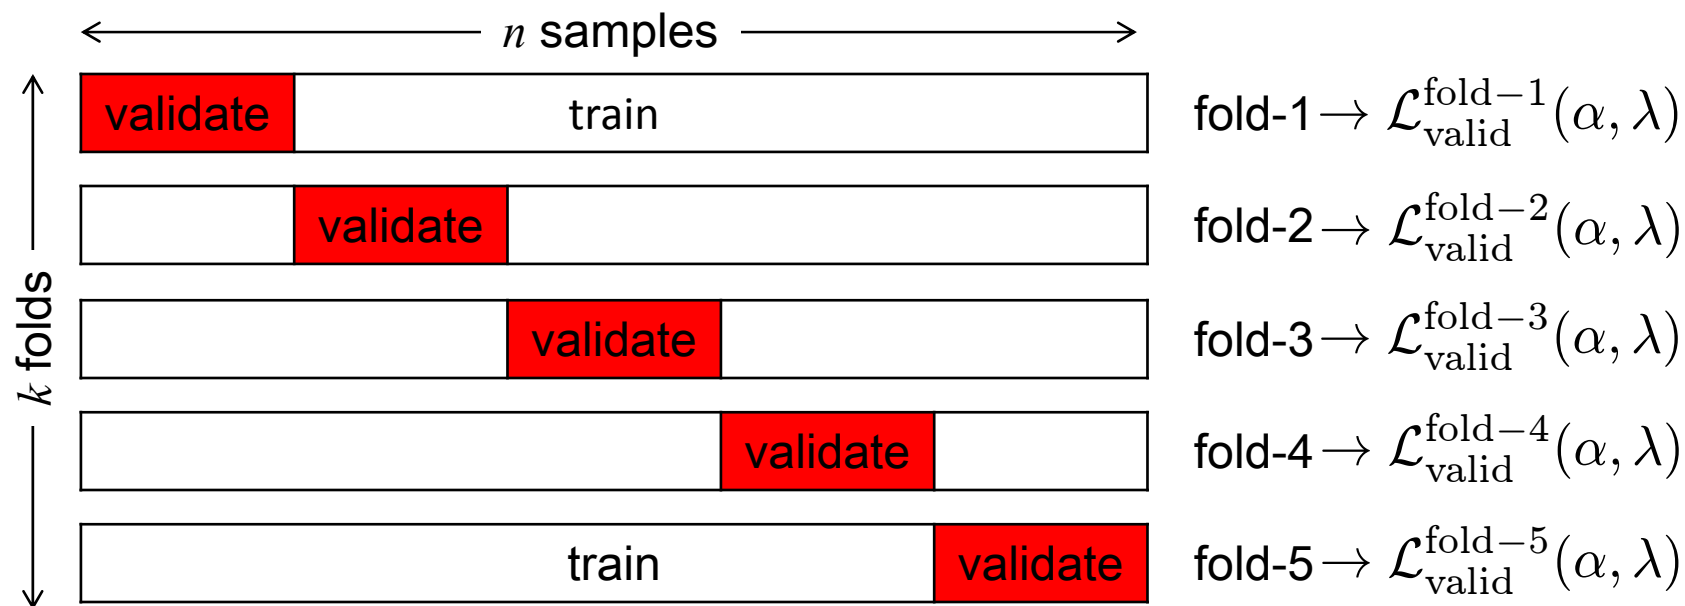 n samples
k folds
validate train fold-1 → ℒ_valid^fold−1(α, λ)
validate fold-2 → ℒ_valid^fold−2(α, λ)
validate fold-3 → ℒ_valid^fold−3(α, λ)
validate fold-4 → ℒ_valid^fold−4(α, λ)
train validate fold-5 → ℒ_valid^fold−5(α, λ)